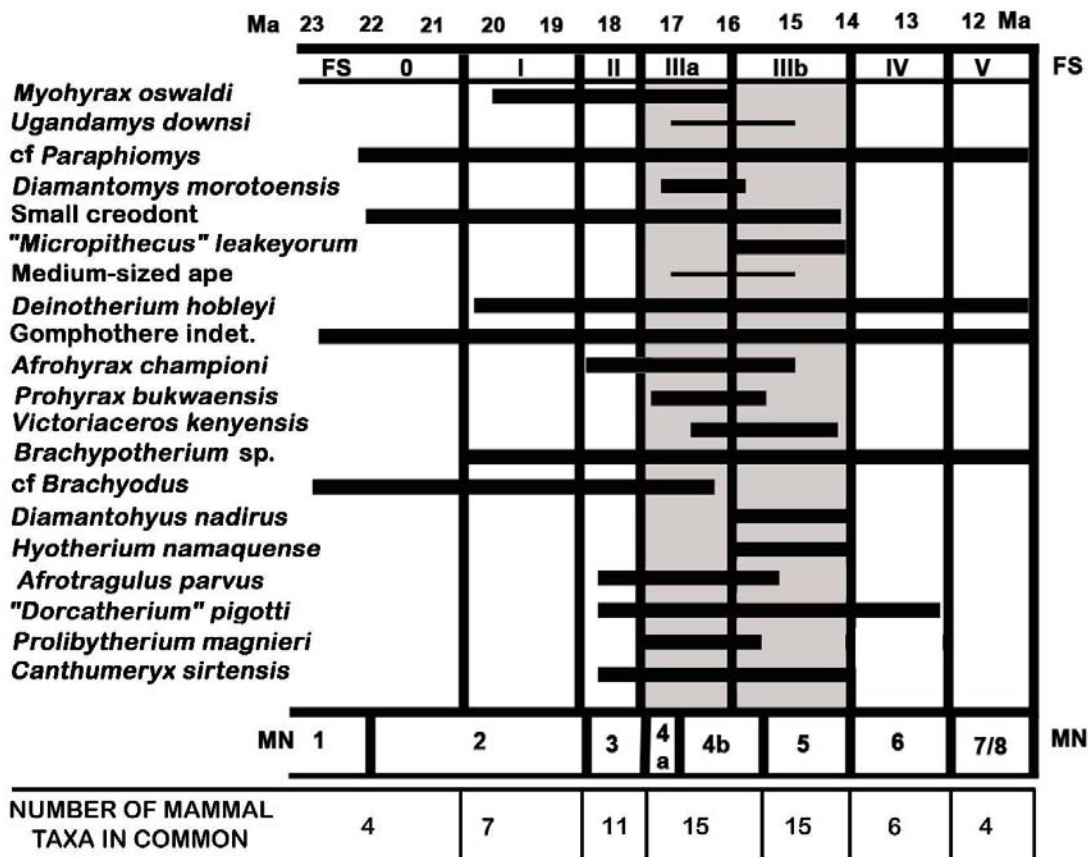 Ma 23 22 21 20 19 18 17 16 15 14 13 12 Ma
FS 0 I II IIIa IIIb IV V FS
Myohyrax oswaldi
Ugandamys downsi
cf Paraphiomys
Diamantomys morotoensis
Small creodont
"Micropithecus" leakeyorum
Medium-sized ape
Deinotherium hobleyi
Gomphothere indet.
Afrohyrax championi
Prohyrax bukwaensis
Victoriaceros kenyensis
Brachypotherium sp.
cf Brachyodus
Diamantohyus nadirus
Hyotherium namaquense
Afrotragulus parvus
"Dorcatherium" pigotti
Prolibytherium magnieri
Canthumeryx sirtensis
MN 1 2 3 4a 4b 5 6 7/8 MN
NUMBER OF MAMMAL
TAXA IN COMMON 4 7 11 15 15 6 4